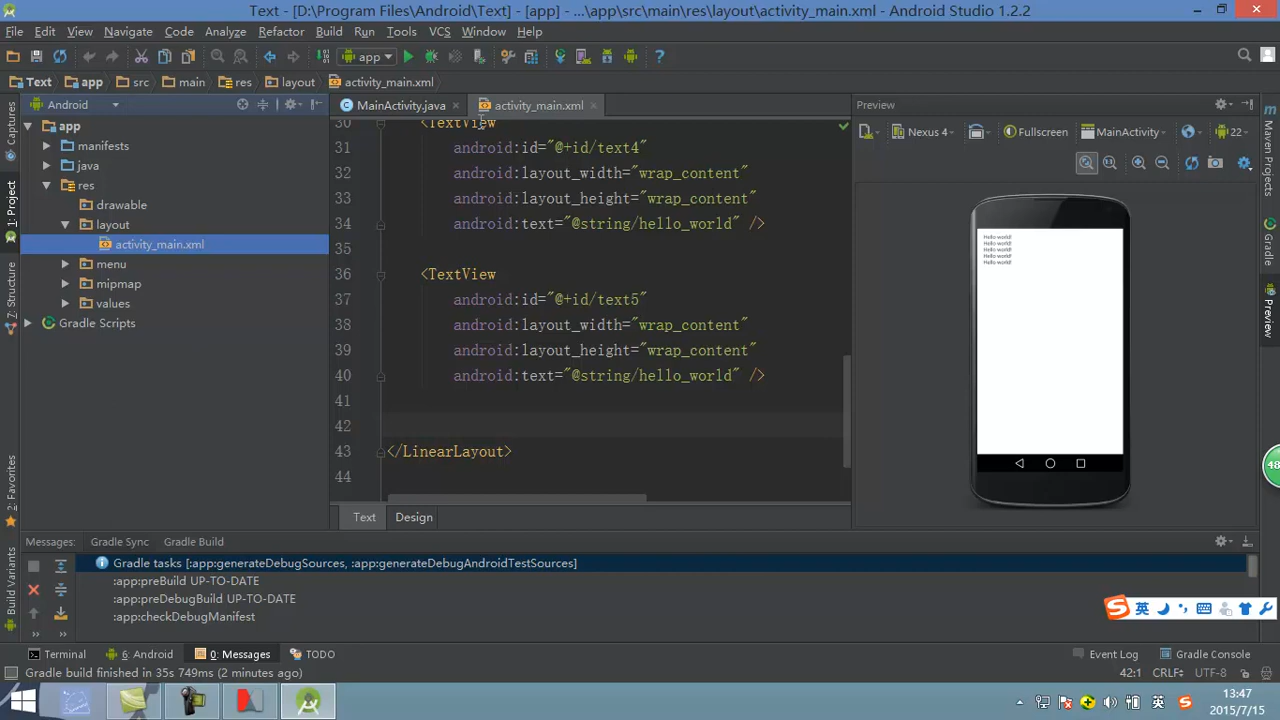 Text - [D:\Program Files\Android\Text] - [app] - ...\app\src\main\res\layout\activity_main.xml - Android Studio 1.2.2
File Edit View Navigate Code Analyze Refactor Build Run Tools VCS Window Help
app
Text app src main res layout activity_main.xml
Android
MainActivity.java activity_main.xml
Preview
Captures
1: Project
7: Structure
2: Favorites
Build Variants
app
manifests
java
res
drawable
layout
activity_main.xml
menu
mipmap
values
Gradle Scripts
30 <TextView
31 android:id="@+id/text4"
32 android:layout_width="wrap_content"
33 android:layout_height="wrap_content"
34 android:text="@string/hello_world" />
35
36 <TextView
37 android:id="@+id/text5"
38 android:layout_width="wrap_content"
39 android:layout_height="wrap_content"
40 android:text="@string/hello_world" />
41
42
43 </LinearLayout>
44
Text Design
Nexus 4 Fullscreen MainActivity 22
Hello world!
Hello world!
Hello world!
Hello world!
Hello world!
Maven Projects
Gradle
Preview
48
Messages: Gradle Sync Gradle Build
Gradle tasks [:app:generateDebugSources, :app:generateDebugAndroidTestSources]
:app:preBuild UP-TO-DATE
:app:preDebugBuild UP-TO-DATE
:app:checkDebugManifest
英
Terminal 6: Android 0: Messages TODO Event Log Gradle Console
Gradle build finished in 35s 749ms (2 minutes ago) 42:1 CRLF UTF-8
英
13:47
2015/7/15